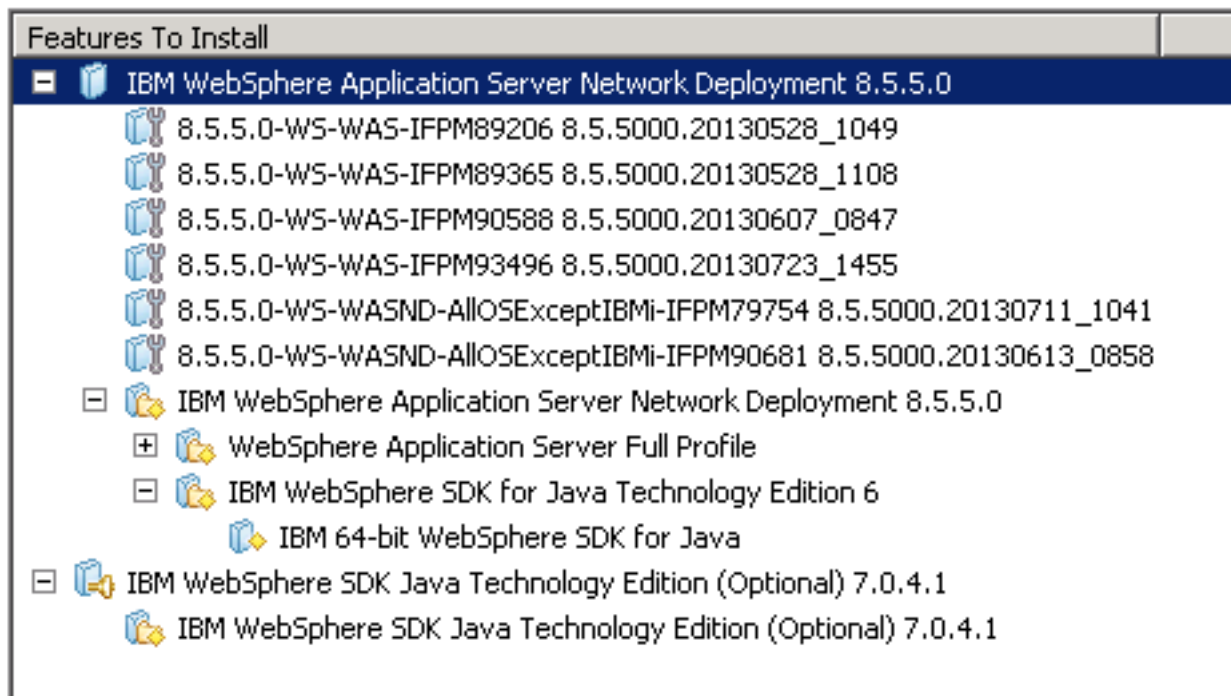 Features To Install
IBM WebSphere Application Server Network Deployment 8.5.5.0
8.5.5.0-WS-WAS-IFPM89206 8.5.5000.20130528_1049
8.5.5.0-WS-WAS-IFPM89365 8.5.5000.20130528_1108
8.5.5.0-WS-WAS-IFPM90588 8.5.5000.20130607_0847
8.5.5.0-WS-WAS-IFPM93496 8.5.5000.20130723_1455
8.5.5.0-WS-WASND-AllOSExceptIBMi-IFPM79754 8.5.5000.20130711_1041
8.5.5.0-WS-WASND-AllOSExceptIBMi-IFPM90681 8.5.5000.20130613_0858
IBM WebSphere Application Server Network Deployment 8.5.5.0
WebSphere Application Server Full Profile
IBM WebSphere SDK for Java Technology Edition 6
IBM 64-bit WebSphere SDK for Java
IBM WebSphere SDK Java Technology Edition (Optional) 7.0.4.1
IBM WebSphere SDK Java Technology Edition (Optional) 7.0.4.1